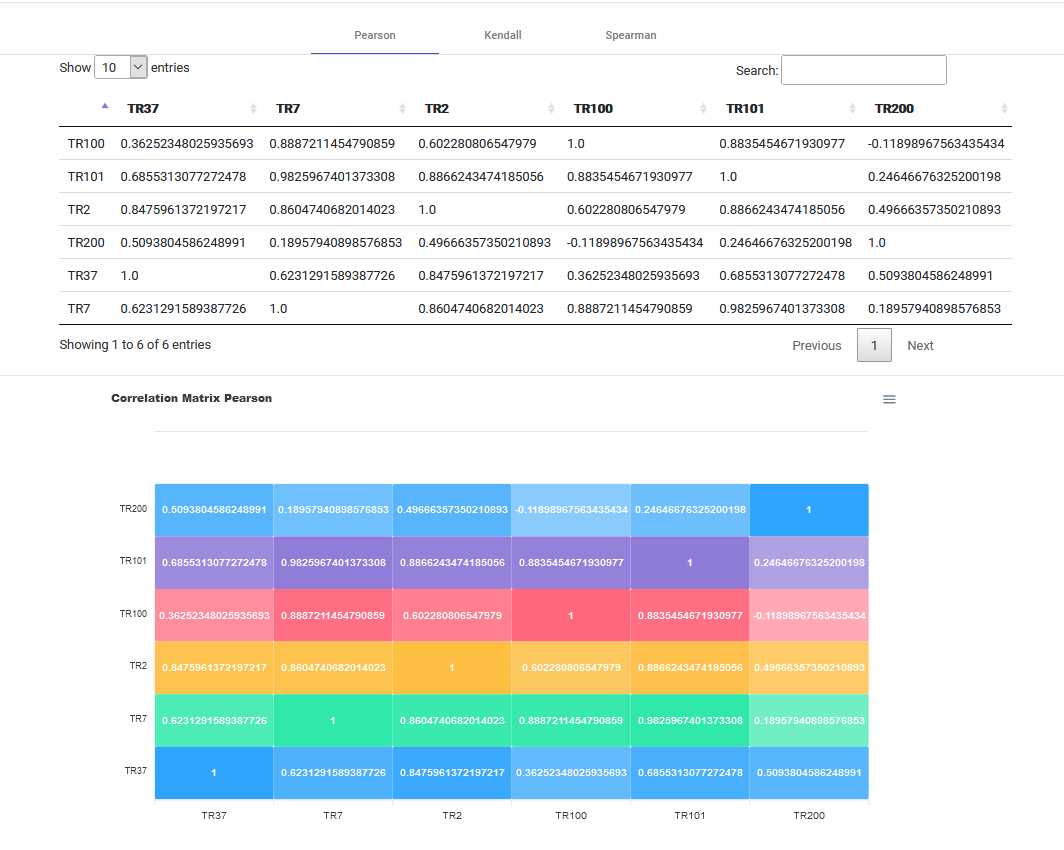 Pearson Kendall Spearman
Show 10 entries Search:
TR37 TR7 TR2 TR100 TR101 TR200
TR100 0.36252348025935693 0.8887211454790859 0.602280806547979 1.0 0.8835454671930977 -0.11898967563435434
TR101 0.6855313077272478 0.9825967401373308 0.8866243474185056 0.8835454671930977 1.0 0.24646676325200198
TR2 0.8475961372197217 0.8604740682014023 1.0 0.602280806547979 0.8866243474185056 0.49666357350210893
TR200 0.5093804586248991 0.18957940898576853 0.49666357350210893 -0.11898967563435434 0.24646676325200198 1.0
TR37 1.0 0.6231291589387726 0.8475961372197217 0.36252348025935693 0.6855313077272478 0.5093804586248991
TR7 0.6231291589387726 1.0 0.8604740682014023 0.8887211454790859 0.9825967401373308 0.18957940898576853
Showing 1 to 6 of 6 entries Previous 1 Next
Correlation Matrix Pearson
TR200 0.5093804586248991 0.18957940898576853 0.49666357350210893 -0.11898967563435434 0.24646676325200198 1
TR101 0.6855313077272478 0.9825967401373308 0.8866243474185056 0.8835454671930977 1 0.24646676325200198
TR100 0.36252348025935693 0.8887211454790859 0.602280806547979 1 0.8835454671930977 -0.11898967563435434
TR2 0.8475961372197217 0.8604740682014023 1 0.602280806547979 0.8866243474185056 0.49666357350210893
TR7 0.6231291589387726 1 0.8604740682014023 0.8887211454790859 0.9825967401373308 0.18957940898576853
TR37 1 0.6231291589387726 0.8475961372197217 0.36252348025935693 0.6855313077272478 0.5093804586248991
TR37 TR7 TR2 TR100 TR101 TR200